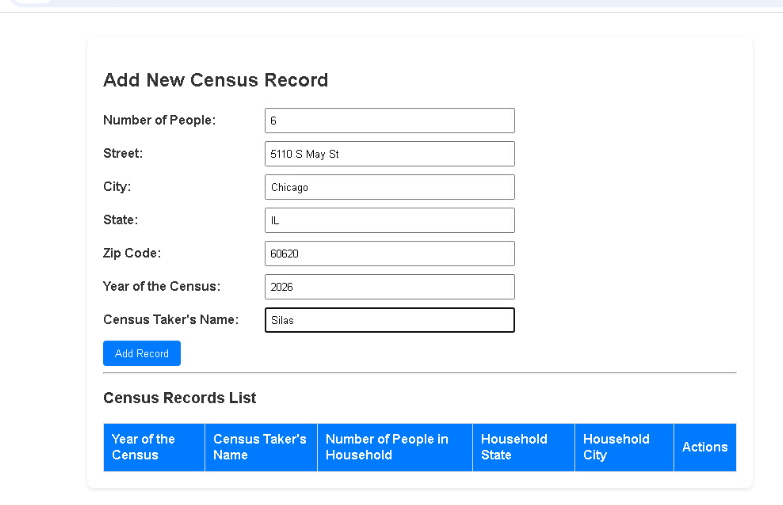 Add New Census Record
Number of People: 6
Street: 5110 S May St
City: Chicago
State: IL
Zip Code: 60620
Year of the Census: 2026
Census Taker's Name: Silas
Add Record
Census Records List
Year of the Census
Census Taker's Name
Number of People in Household
Household State
Household City
Actions